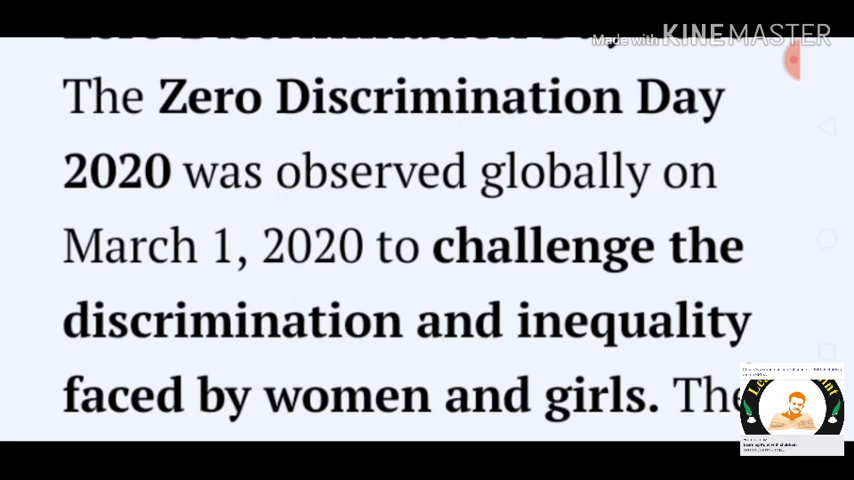 Made with KINEMASTER
The Zero Discrimination Day
2020 was observed globally on
March 1, 2020 to challenge the
discrimination and inequality
faced by women and girls. The